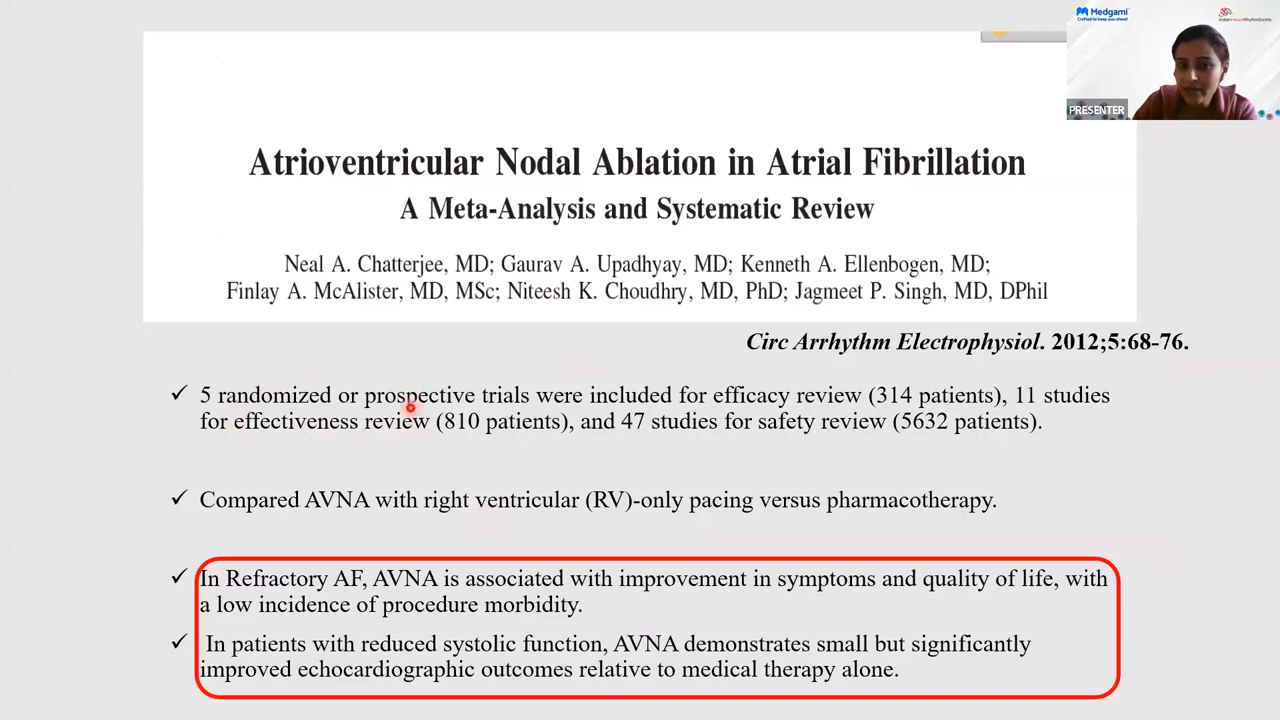 Medgami
Crafted to keep you ahead
PRESENTER
Atrioventricular Nodal Ablation in Atrial Fibrillation
A Meta-Analysis and Systematic Review
Neal A. Chatterjee, MD; Gaurav A. Upadhyay, MD; Kenneth A. Ellenbogen, MD;
Finlay A. McAlister, MD, MSc; Niteesh K. Choudhry, MD, PhD; Jagmeet P. Singh, MD, DPhil
Circ Arrhythm Electrophysiol. 2012;5:68-76.
✓ 5 randomized or prospective trials were included for efficacy review (314 patients), 11 studies
for effectiveness review (810 patients), and 47 studies for safety review (5632 patients).
✓ Compared AVNA with right ventricular (RV)-only pacing versus pharmacotherapy.
✓ In Refractory AF, AVNA is associated with improvement in symptoms and quality of life, with
a low incidence of procedure morbidity.
✓ In patients with reduced systolic function, AVNA demonstrates small but significantly
improved echocardiographic outcomes relative to medical therapy alone.